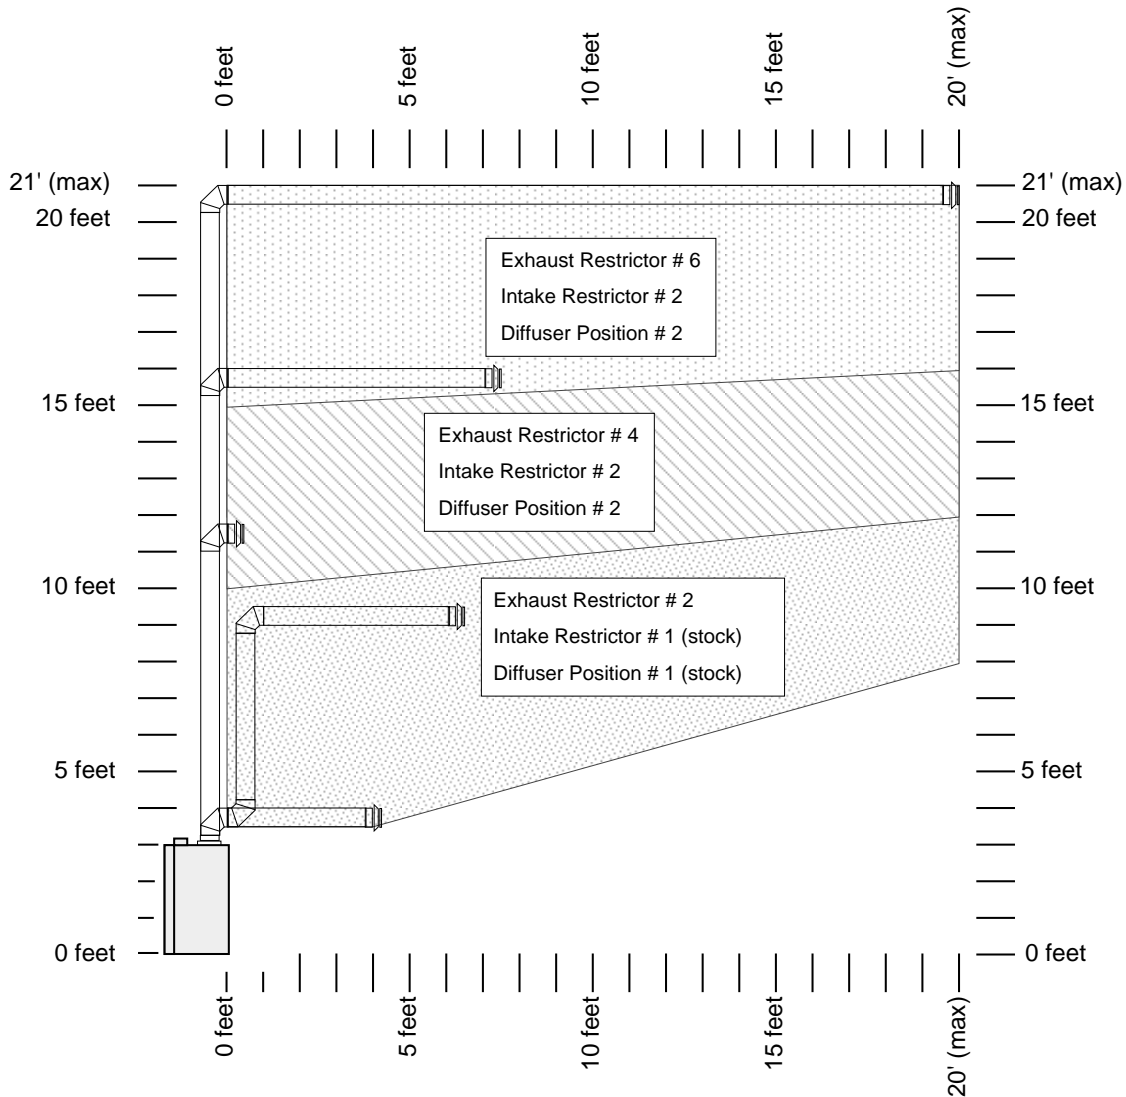 0 feet
5 feet
10 feet
15 feet
20' (max)
21' (max)
21' (max)
20 feet
20 feet
Exhaust Restrictor # 6
Intake Restrictor # 2
Diffuser Position # 2
15 feet
15 feet
Exhaust Restrictor # 4
Intake Restrictor # 2
Diffuser Position # 2
10 feet
10 feet
Exhaust Restrictor # 2
Intake Restrictor # 1 (stock)
Diffuser Position # 1 (stock)
5 feet
5 feet
0 feet
0 feet
0 feet
5 feet
10 feet
15 feet
20' (max)